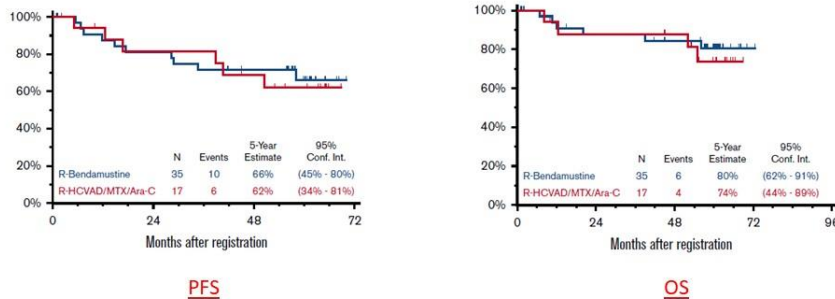 100%
80%
60%
40%
20%
0%
5-Year 95%
N Events Estimate Conf. Int.
R-Bendamustine 35 10 66% (45% - 80%)
R-HCVAD/MTX/Ara-C 17 6 62% (34% - 81%)
0 24 48 72
Months after registration
PFS
100%
80%
60%
40%
20%
0%
5-Year 95%
N Events Estimate Conf. Int.
R-Bendamustine 35 6 80% (62% - 91%)
R-HCVAD/MTX/Ara-C 17 4 74% (44% - 89%)
0 24 48 72 96
Months after registration
OS